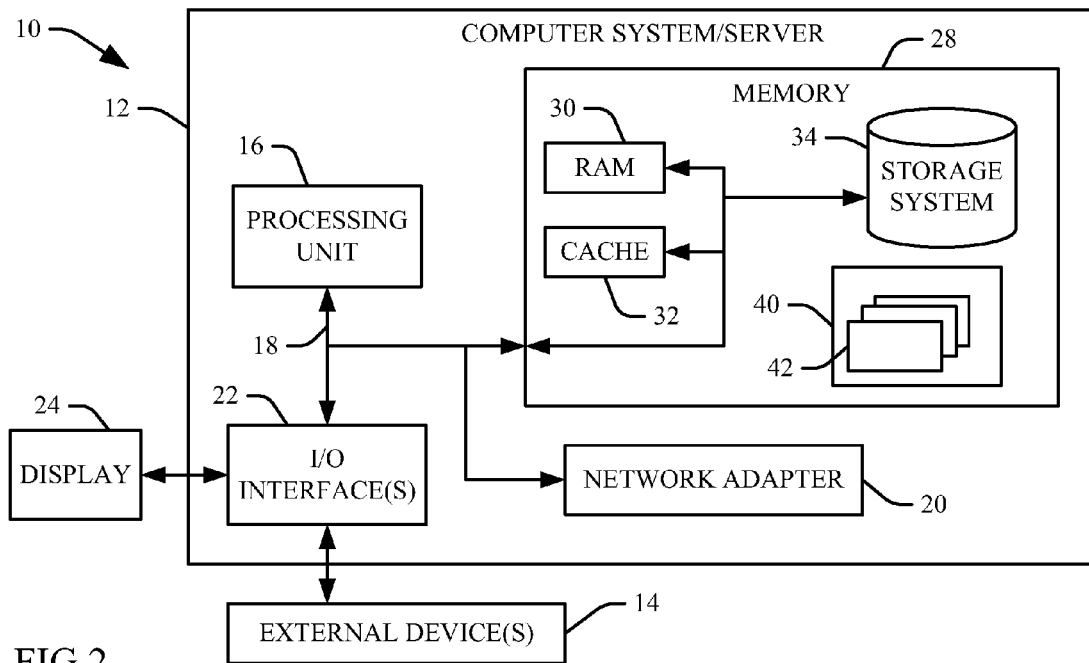 10
COMPUTER SYSTEM/SERVER
28
12
MEMORY
30
34
16
RAM
STORAGE
SYSTEM
PROCESSING
UNIT
CACHE
32
40
18
42
22
24
I/O
INTERFACE(S)
DISPLAY
NETWORK ADAPTER
20
14
EXTERNAL DEVICE(S)
FIG 2